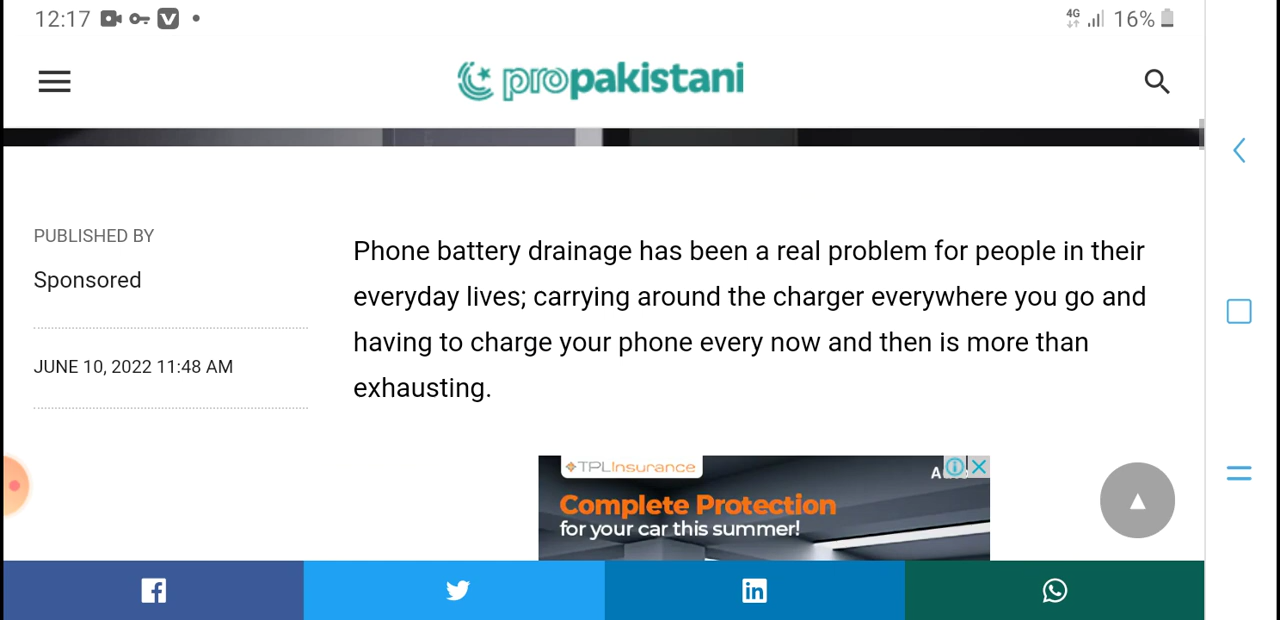 12:17
4G
16%
propakistani
PUBLISHED BY
Sponsored
JUNE 10, 2022 11:48 AM
Phone battery drainage has been a real problem for people in their
everyday lives; carrying around the charger everywhere you go and
having to charge your phone every now and then is more than
exhausting.
TPLInsurance
Complete Protection
for your car this summer!